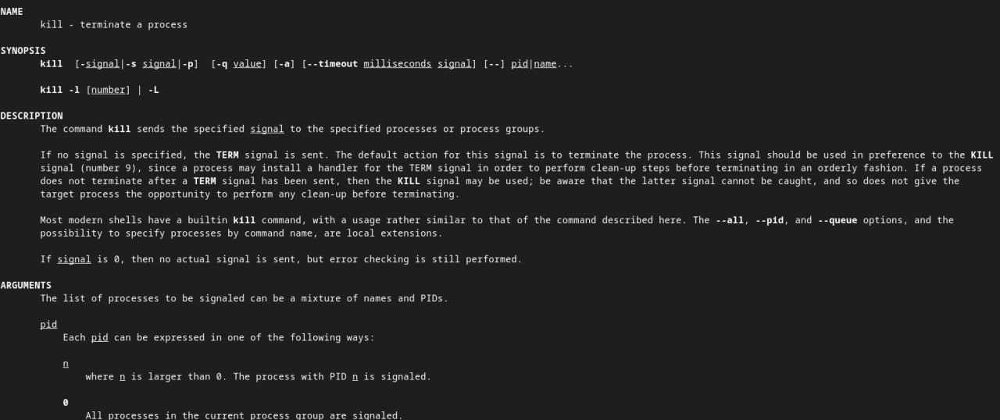 NAME
kill - terminate a process
SYNOPSIS
kill [-signal|-s signal|-p] [-q value] [-a] [--timeout milliseconds signal] [--] pid|name...
kill -l [number] | -L
DESCRIPTION
The command kill sends the specified signal to the specified processes or process groups.
If no signal is specified, the TERM signal is sent. The default action for this signal is to terminate the process. This signal should be used in preference to the KILL
signal (number 9), since a process may install a handler for the TERM signal in order to perform clean-up steps before terminating in an orderly fashion. If a process
does not terminate after a TERM signal has been sent, then the KILL signal may be used; be aware that the latter signal cannot be caught, and so does not give the
target process the opportunity to perform any clean-up before terminating.
Most modern shells have a builtin kill command, with a usage rather similar to that of the command described here. The --all, --pid, and --queue options, and the
possibility to specify processes by command name, are local extensions.
If signal is 0, then no actual signal is sent, but error checking is still performed.
ARGUMENTS
The list of processes to be signaled can be a mixture of names and PIDs.
pid
Each pid can be expressed in one of the following ways:
n
where n is larger than 0. The process with PID n is signaled.
0
All processes in the current process group are signaled.